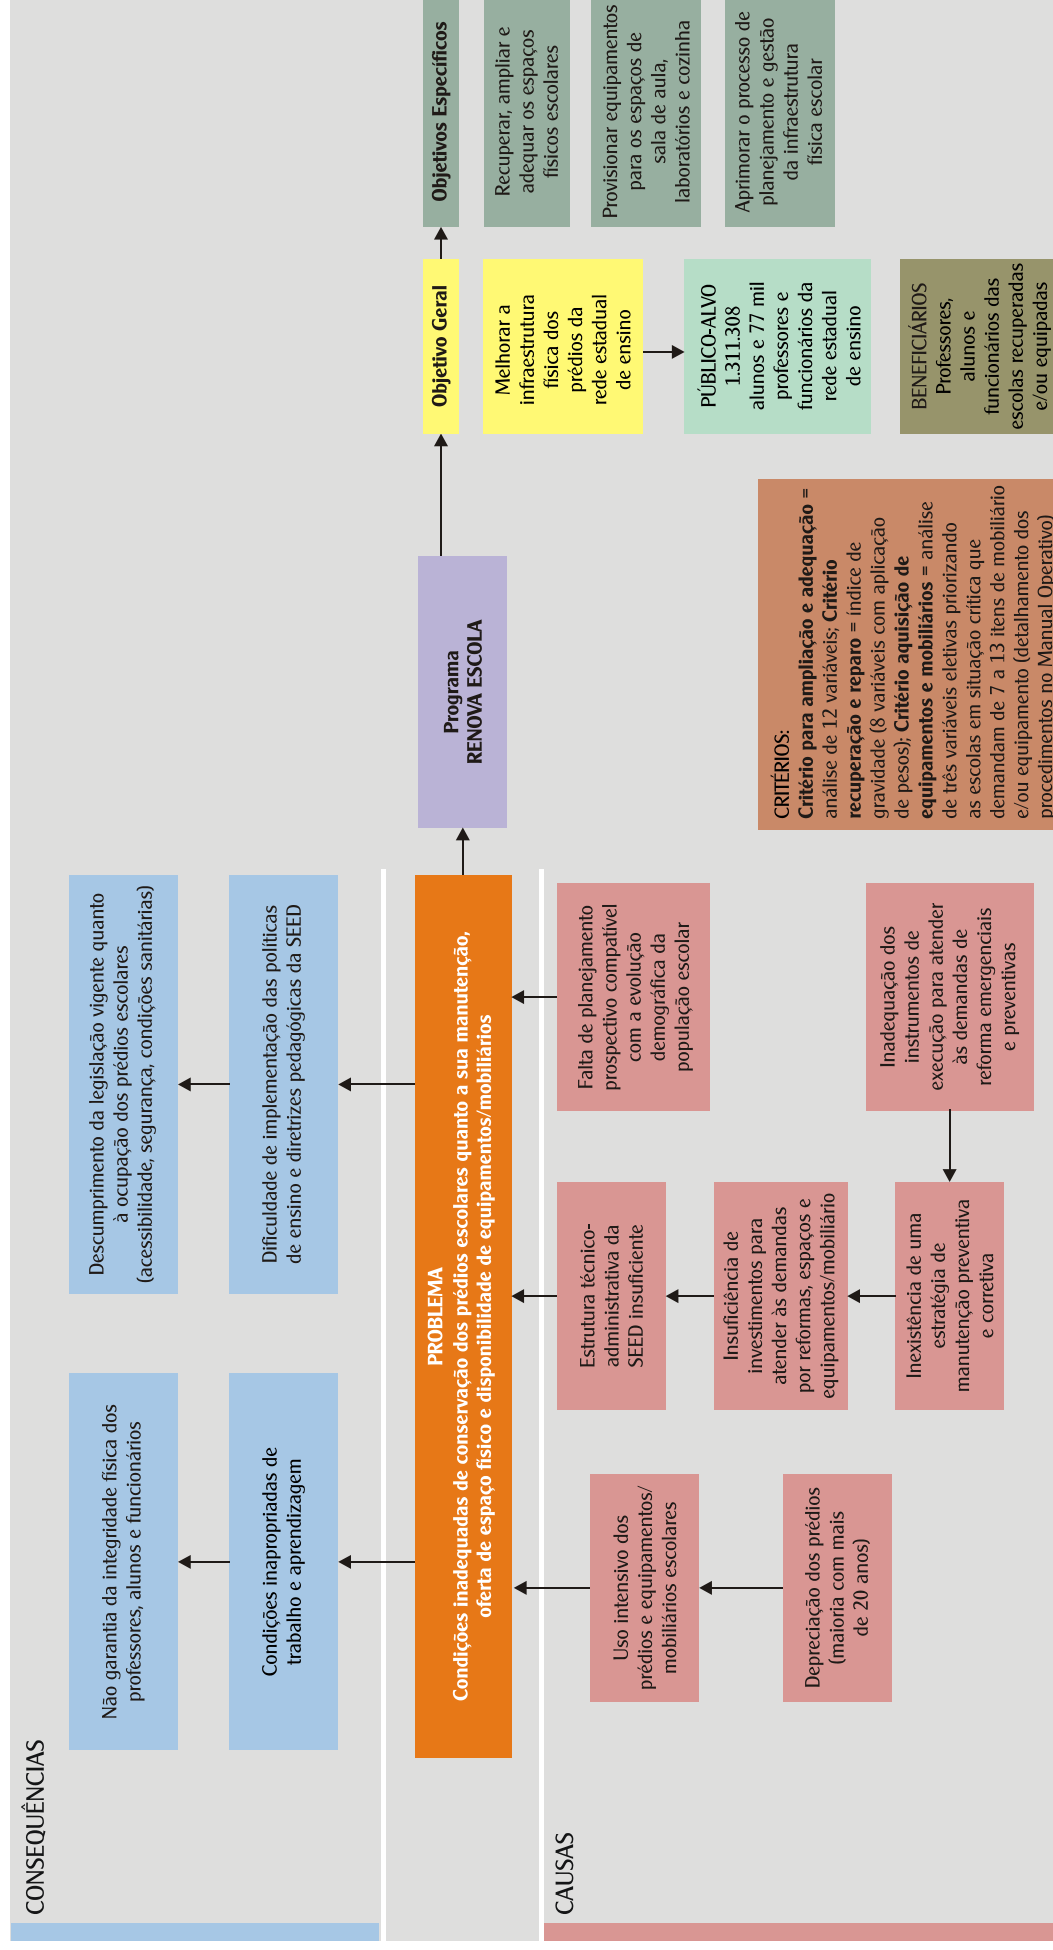 CONSEQUÊNCIAS
Não garantia da integridade física dos
professores, alunos e funcionários
Descumprimento da legislação vigente quanto
à ocupação dos prédios escolares
(acessibilidade, segurança, condições sanitárias)
Condições inapropriadas de
trabalho e aprendizagem
Dificuldade de implementação das políticas
de ensino e diretrizes pedagógicas da SEED
PROBLEMA
Condições inadequadas de conservação dos prédios escolares quanto a sua manutenção,
oferta de espaço físico e disponibilidade de equipamentos/mobiliários
CAUSAS
Uso intensivo dos
prédios e equipamentos/
mobiliários escolares
Depreciação dos prédios
(maioria com mais
de 20 anos)
Estrutura técnico-
administrativa da
SEED insuficiente
Insuficiência de
investimentos para
atender às demandas
por reformas, espaços e
equipamentos/mobiliário
Inexistência de uma
estratégia de
manutenção preventiva
e corretiva
Falta de planejamento
prospectivo compatível
com a evolução
demográfica da
população escolar
Inadequação dos
instrumentos de
execução para atender
às demandas de
reforma emergenciais
e preventivas
Programa
RENOVA ESCOLA
CRITÉRIOS:
Critério para ampliação e adequação =
análise de 12 variáveis; Critério
recuperação e reparo = índice de
gravidade (8 variáveis com aplicação
de pesos); Critério aquisição de
equipamentos e mobiliários = análise
de três variáveis eletivas priorizando
as escolas em situação crítica que
demandam de 7 a 13 itens de mobiliário
e/ou equipamento (detalhamento dos
procedimentos no Manual Operativo)
Objetivo Geral
Melhorar a
infraestrutura
física dos
prédios da
rede estadual
de ensino
PÚBLICO-ALVO
1.311.308
alunos e 77 mil
professores e
funcionários da
rede estadual
de ensino
BENEFICIÁRIOS
Professores,
alunos e
funcionários das
escolas recuperadas
e/ou equipadas
Objetivos Específicos
Recuperar, ampliar e
adequar os espaços
físicos escolares
Provisionar equipamentos
para os espaços de
sala de aula,
laboratórios e cozinha
Aprimorar o processo de
planejamento e gestão
da infraestrutura
física escolar